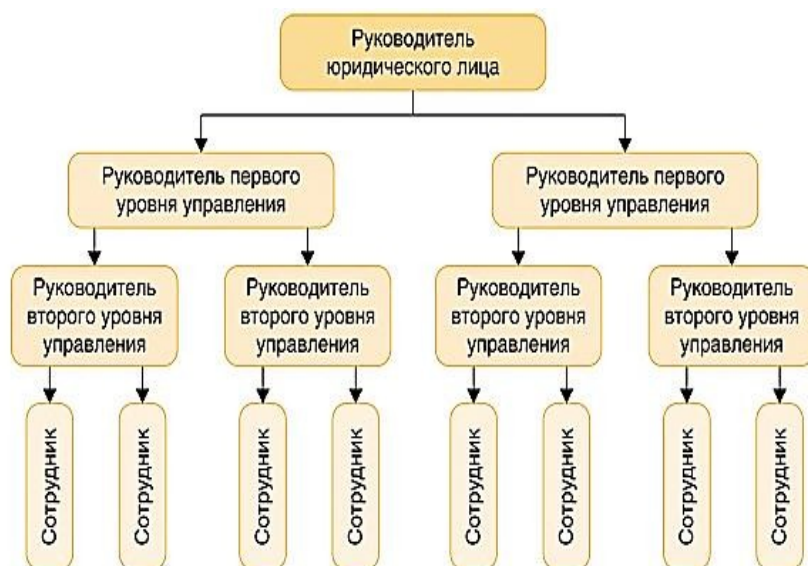 Руководитель
юридического лица
Руководитель первого
уровня управления
Руководитель первого
уровня управления
Руководитель
второго уровня
управления
Руководитель
второго уровня
управления
Руководитель
второго уровня
управления
Руководитель
второго уровня
управления
Сотрудник
Сотрудник
Сотрудник
Сотрудник
Сотрудник
Сотрудник
Сотрудник
Сотрудник